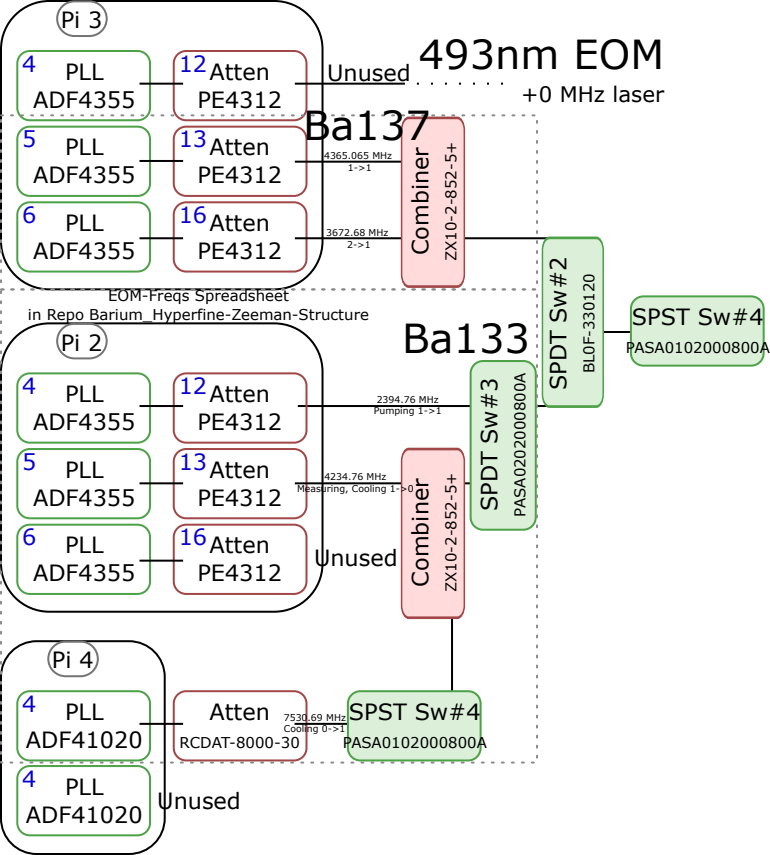 Pi 3
493nm EOM
+0 MHz laser
4 PLL
ADF4355
12 Atten
PE4312
Unused
Ba137
5 PLL
ADF4355
13 Atten
PE4312
4365.065 MHz
1->1
6 PLL
ADF4355
16 Atten
PE4312
3672.68 MHz
2->1
Combiner
ZX10-2-852-5+
SPDT Sw#2
BL0F-330120
SPST Sw#4
PASA0102000800A
EOM-Freqs Spreadsheet
in Repo Barium_Hyperfine-Zeeman-Structure
Pi 2
Ba133
4 PLL
ADF4355
12 Atten
PE4312
2394.76 MHz
Pumping 1->1
SPDT Sw#3
PASA0202000800A
5 PLL
ADF4355
13 Atten
PE4312
4234.76 MHz
Measuring, Cooling 1->0
Combiner
ZX10-2-852-5+
6 PLL
ADF4355
16 Atten
PE4312
Unused
Pi 4
4 PLL
ADF41020
Atten
RCDAT-8000-30
7530.69 MHz
Cooling 0->1
SPST Sw#4
PASA0102000800A
4 PLL
ADF41020
Unused